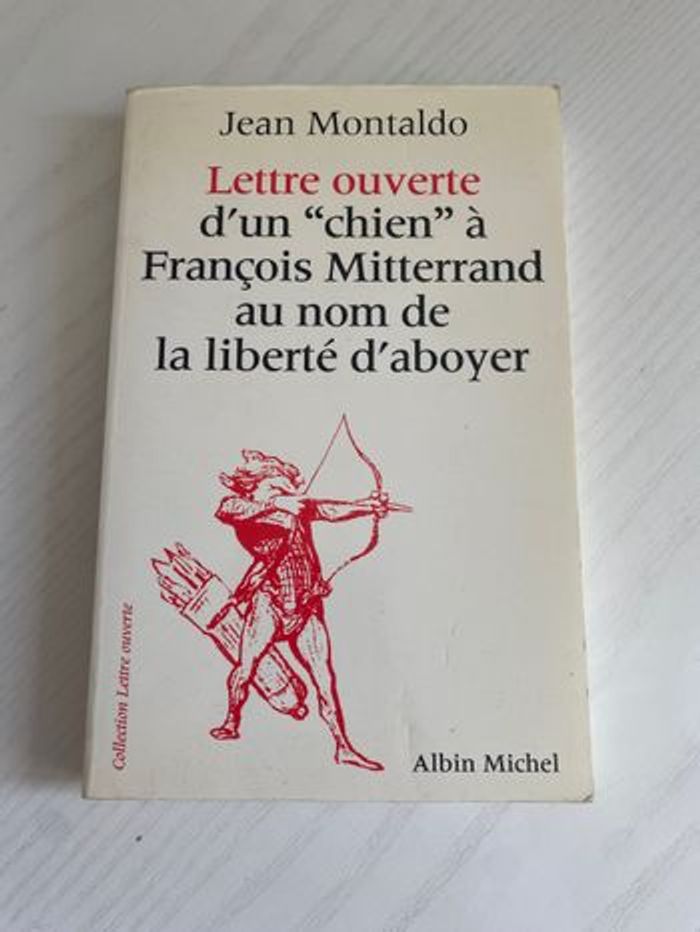 Jean Montaldo
Lettre ouverte
d'un “chien” à
François Mitterrand
au nom de
la liberté d'aboyer
Collection Lettre ouverte
Albin Michel